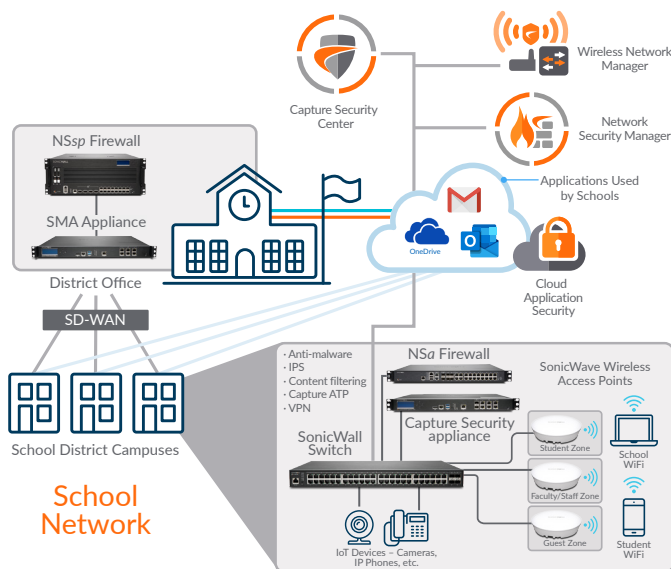 Capture Security
Center
Wireless Network
Manager
Network
Security Manager
NSsp Firewall
SMA Appliance
District Office
SD-WAN
School District Campuses
Applications Used
by Schools
OneDrive
O
Cloud
Application
Security
School
Network
· Anti-malware
· IPS
· Content filtering
· Capture ATP
· VPN
NSa Firewall
Capture Security
appliance
SonicWall
Switch
IoT Devices – Cameras,
IP Phones, etc.
SonicWave Wireless
Access Points
Student Zone
Faculty/Staff Zone
Guest Zone
School
WiFi
Student
WiFi